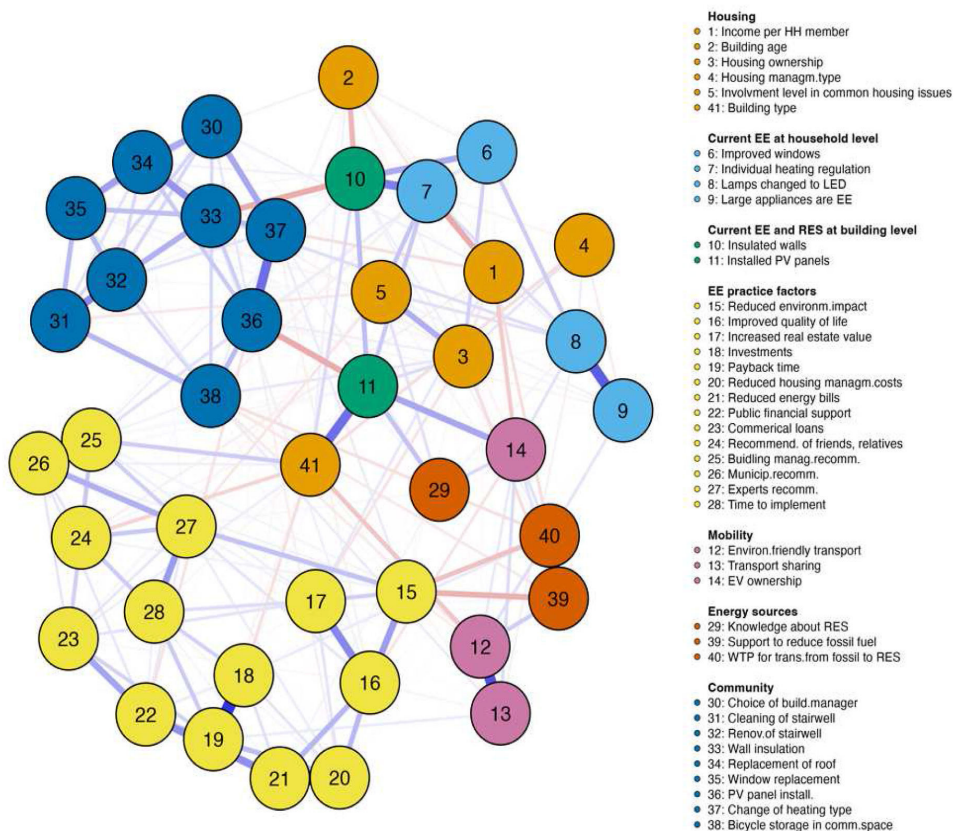 Housing
1: Income per HH member
2: Building age
3: Housing ownership
4: Housing managm.type
5: Involvment level in common housing issues
41: Building type
Current EE at household level
6: Improved windows
7: Individual heating regulation
8: Lamps changed to LED
9: Large appliances are EE
Current EE and RES at building level
10: Insulated walls
11: Installed PV panels
EE practice factors
15: Reduced environm.impact
16: Improved quality of life
17: Increased real estate value
18: Investments
19: Payback time
20: Reduced housing managm.costs
21: Reduced energy bills
22: Public financial support
23: Commerical loans
24: Recommend. of friends, relatives
25: Buidling manag.recomm.
26: Municip.recomm.
27: Experts recomm.
28: Time to implement
Mobility
12: Environ.friendly transport
13: Transport sharing
14: EV ownership
Energy sources
29: Knowledge about RES
39: Support to reduce fossil fuel
40: WTP for trans.from fossil to RES
Community
30: Choice of build.manager
31: Cleaning of stairwell
32: Renov.of stairwell
33: Wall insulation
34: Replacement of roof
35: Window replacement
36: PV panel install.
37: Change of heating type
38: Bicycle storage in comm.space
2
30
34
6
10
7
35
33
37
4
1
32
5
31
36
8
3
11
38
9
25
14
26
41
29
27
24
40
15
39
17
28
23
12
18
16
22
13
19
21
20